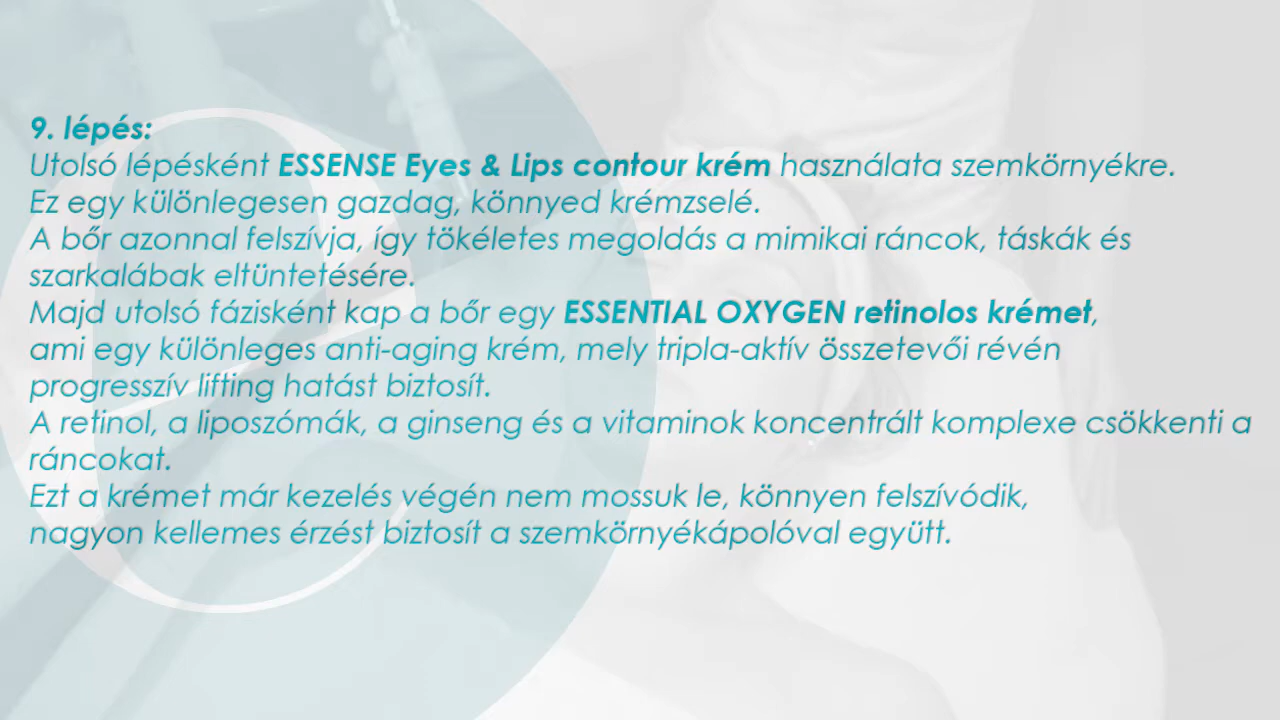 9. lépés:
Utolsó lépésként ESSENSE Eyes & Lips contour krém használata szemkörnyékre.
Ez egy különlegesen gazdag, könnyed krémzselé.
A bőr azonnal felszívja, így tökéletes megoldás a mimikai ráncok, táskák és
szarkalábak eltüntetésére.
Majd utolsó fázisként kap a bőr egy ESSENTIAL OXYGEN retinolos krémet,
ami egy különleges anti-aging krém, mely tripla-aktív összetevői révén
progresszív lifting hatást biztosít.
A retinol, a liposzómák, a ginseng és a vitaminok koncentrált komplexe csökkenti a
ráncokat.
Ezt a krémet már kezelés végén nem mossuk le, könnyen felszívódik,
nagyon kellemes érzést biztosít a szemkörnyékápolóval együtt.